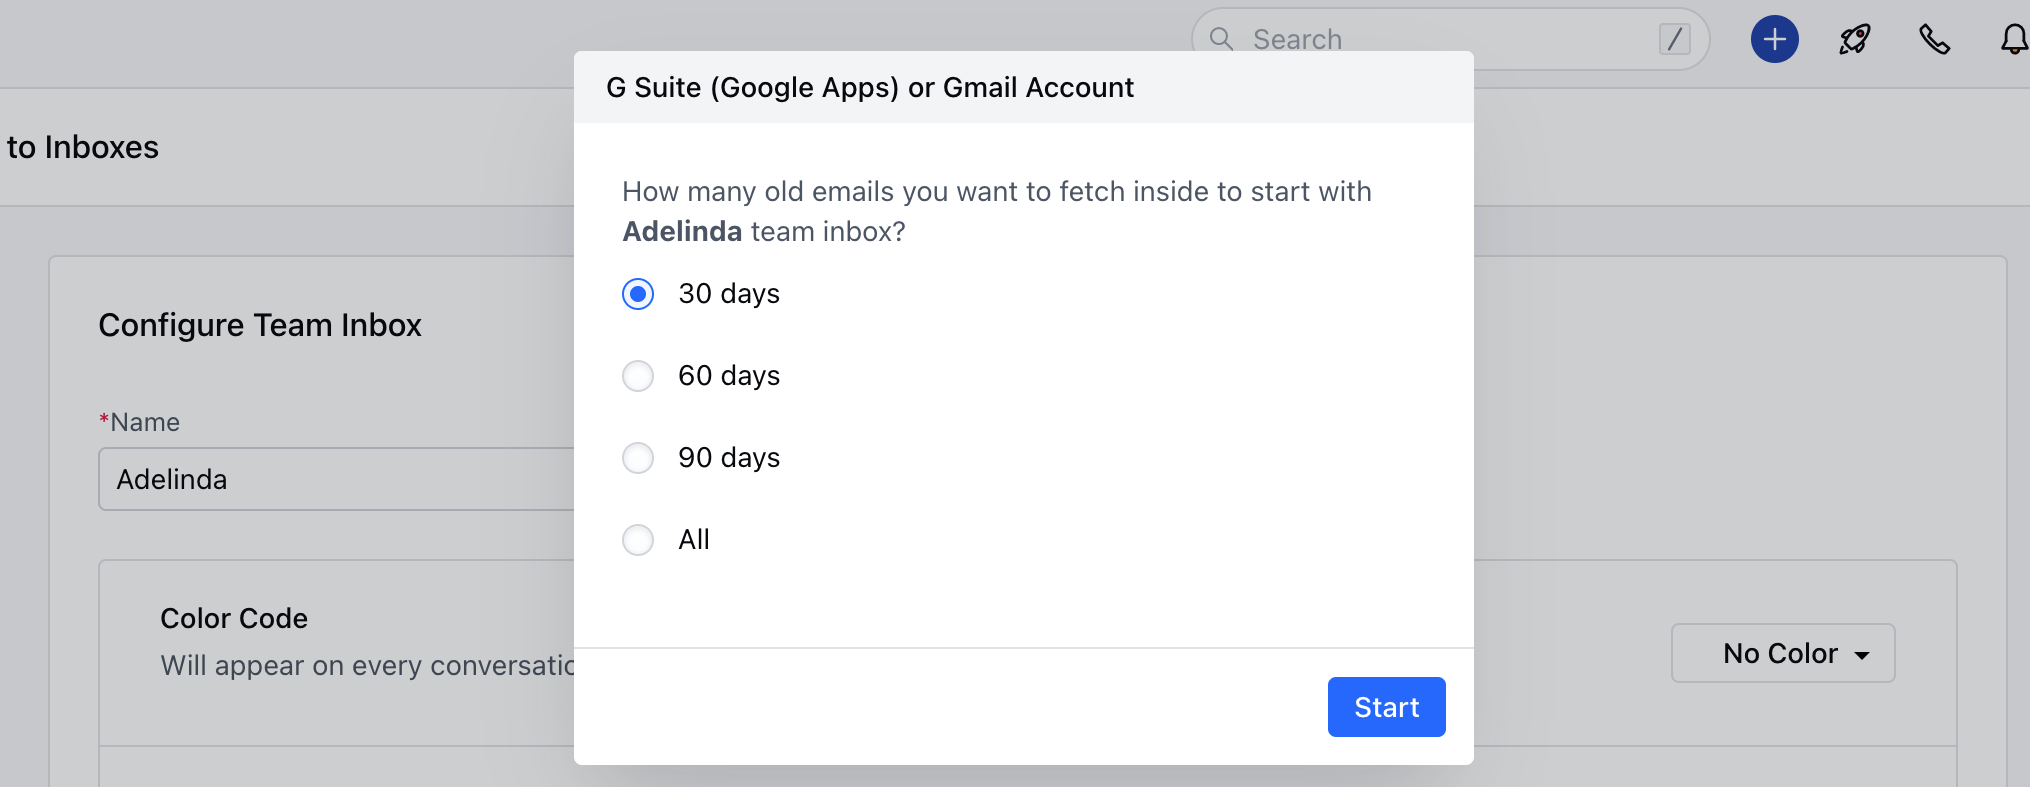 Search /
G Suite (Google Apps) or Gmail Account
to Inboxes
How many old emails you want to fetch inside to start with
Adelinda team inbox?
30 days
60 days
90 days
All
Start
Configure Team Inbox
*Name
Adelinda
Color Code
Will appear on every
No Color